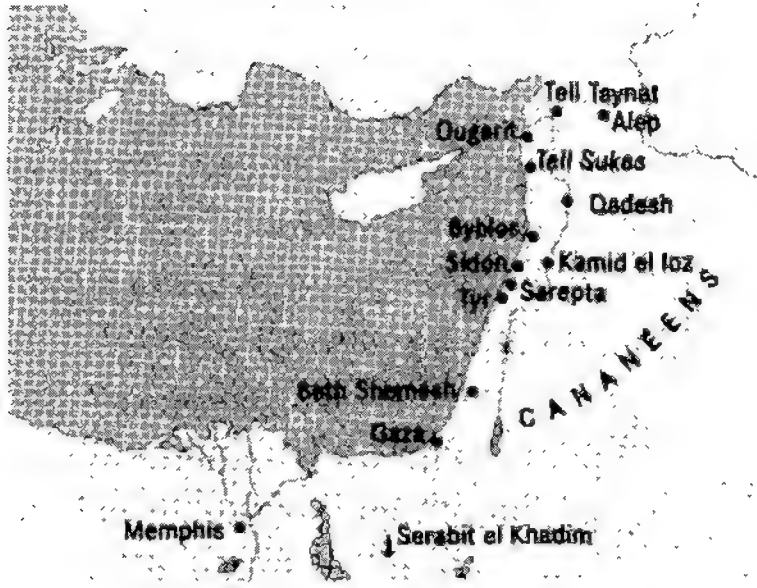 Tell Taynat
Alep
Ougarit
Tell Sukas
Qadesh
Byblos
Sidon
Kamid el loz
Sarepta
Tyr
CANANEENS
Beth Shemesh
Gaza
Memphis
Serabit el Khadim